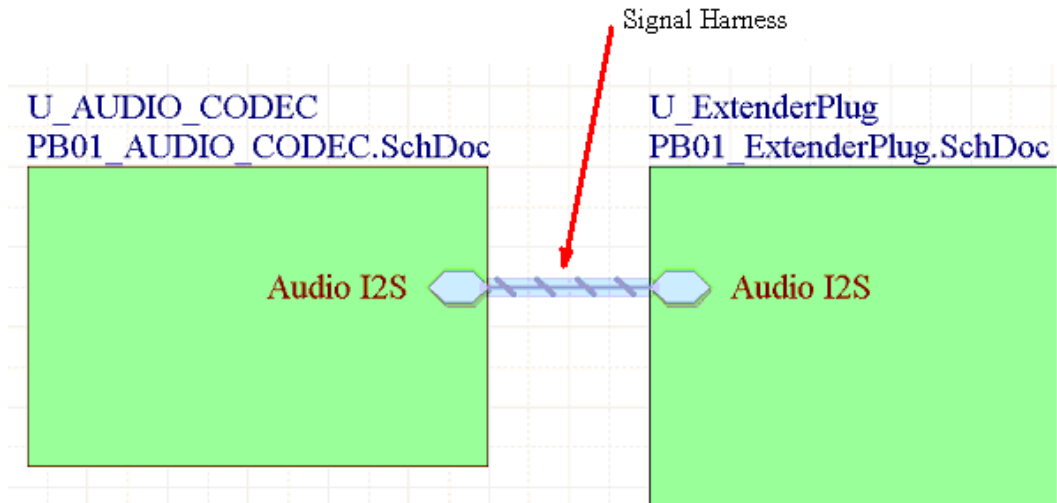 Signal Harness
U_AUDIO_CODEC
PB01_AUDIO_CODEC.SchDoc
U_ExtenderPlug
PB01_ExtenderPlug.SchDoc
Audio I2S
Audio I2S